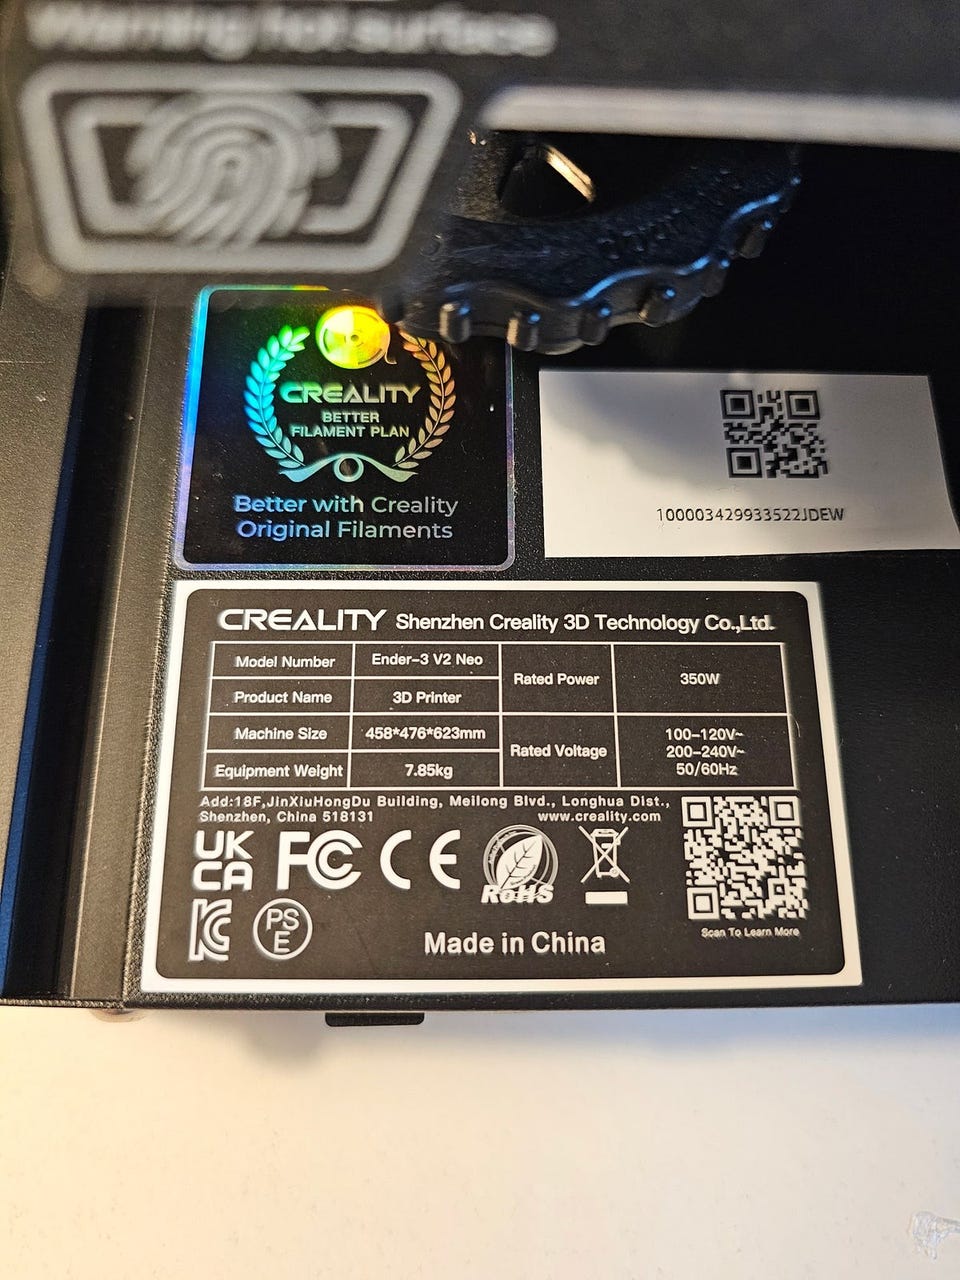 Warning hot surface
CREALITY
BETTER
FILAMENT PLAN
Better with Creality
Original Filaments
100003429933522JDEW
CREALITY Shenzhen Creality 3D Technology Co.,Ltd.
Model Number Ender-3 V2 Neo
Product Name 3D Printer
Rated Power 350W
Machine Size 458*476*623mm
Equipment Weight 7.85kg
Rated Voltage 100-120V~
200-240V~
50/60Hz
Add:18F,JinXiuHongDu Building, Meilong Blvd., Longhua Dist.,
Shenzhen, China 518131 www.creality.com
UK
CA
FCC CE RoHS
KC PS
E
Made in China
Scan To Learn More